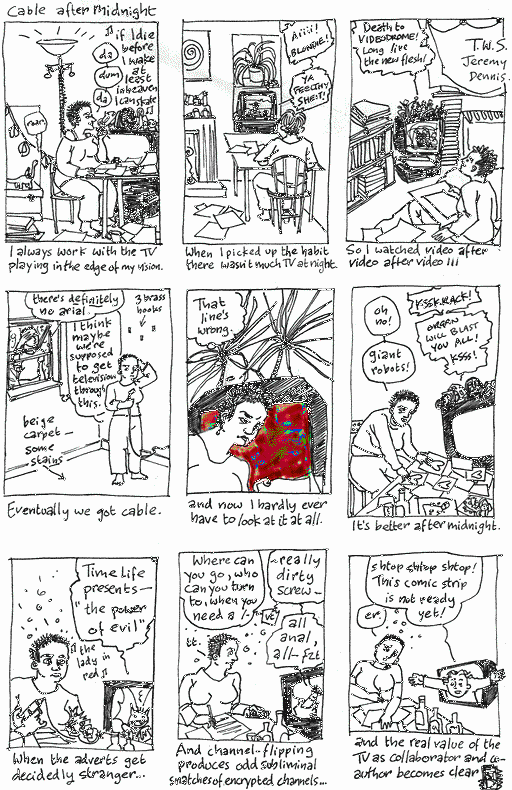 Cable after midnight
♫ if I die
before
I wake
at
least
in heaven
I can skate ♫
da
dum
da
I always work with the TV
playing in the edge of my vision.
Aiiii!
BLONDIE!
YA
FEELTHY
SHEIT!
When I picked up the habit
there wasn't much TV at night.
Death to
VIDEODROME!
Long live
the new flesh!
T.W.S.
Jeremy
Dennis.
So I watched video after
video after video!!!
there's definitely
no arial.
3 brass
hooks
I think
maybe
we're
supposed
to get
television
through
this.
beige
carpet -
some
stains
Eventually we got cable.
That
line's
wrong.
and now I hardly ever
have to look at it at all.
oh
no!
giant
robots!
KSSKRACK!
ORGAN
WILL BLAST
YOU ALL!
KSSS!
It's better after midnight.
Time Life
presents -
"the power
of evil"
♫ the
lady in
red ♫
When the adverts get
decidedly stranger...
Where can
you go, who
can you turn
to, when you
need a /-
~really
dirty
screw -
tt.
all
anal,
all- fzt
And channel-flipping
produces odd subliminal
snatches of encrypted channels...
shtop shtop shtop!
This comic strip
is not ready
yet!
er.
and the real value of the
TV as collaborator and co-
author becomes clear